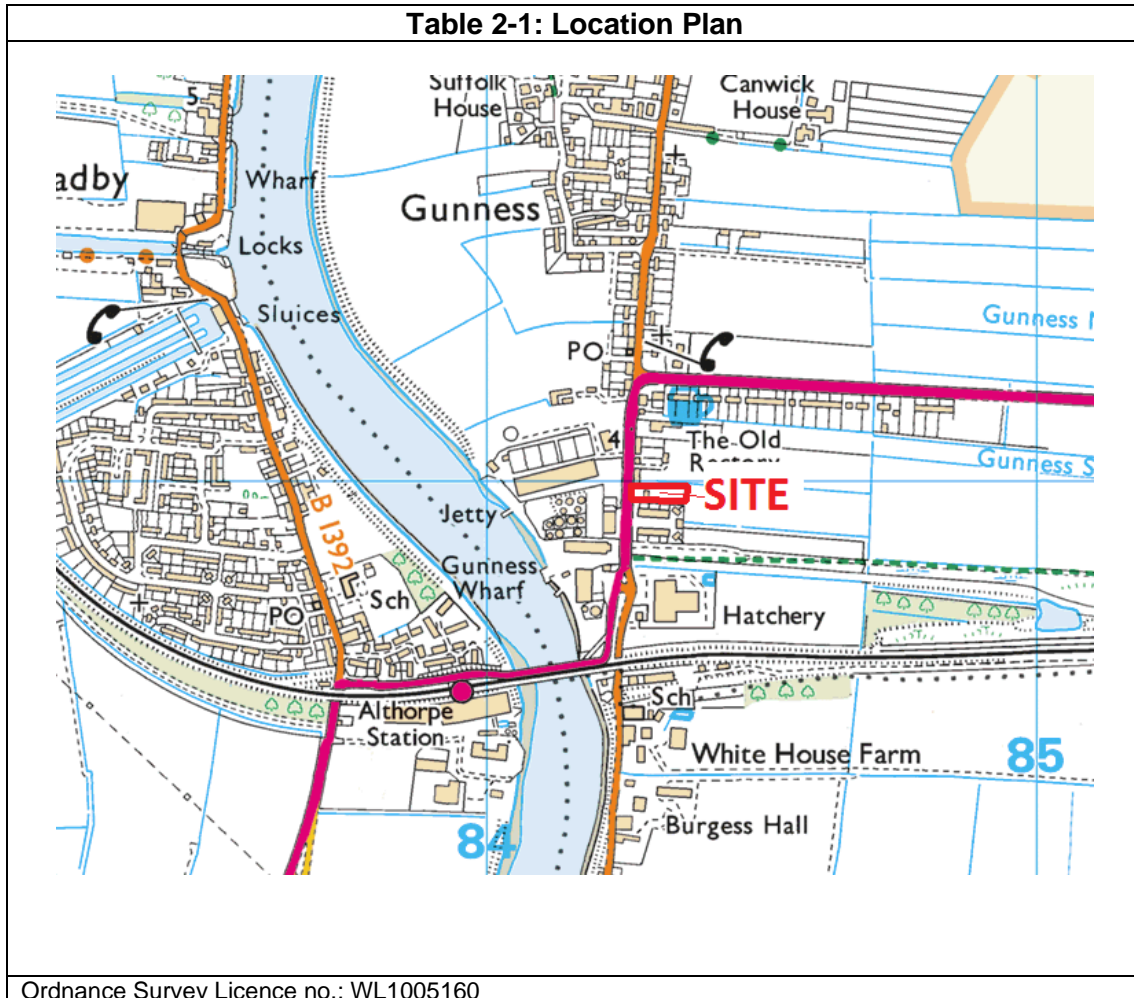 Table 2-1: Location Plan
Suffolk
House
Canwick
House
5
adby
Wharf
Gunness
Locks
Sluices
PO
Gunness
4
The Old
Rectory
Gunness S
SITE
Jetty
B 1392
Gunness
Wharf
Sch
PO
Hatchery
Sch
Althorpe
Station
White House Farm
85
84
Burgess Hall
Ordnance Survey Licence no.: WL1005160